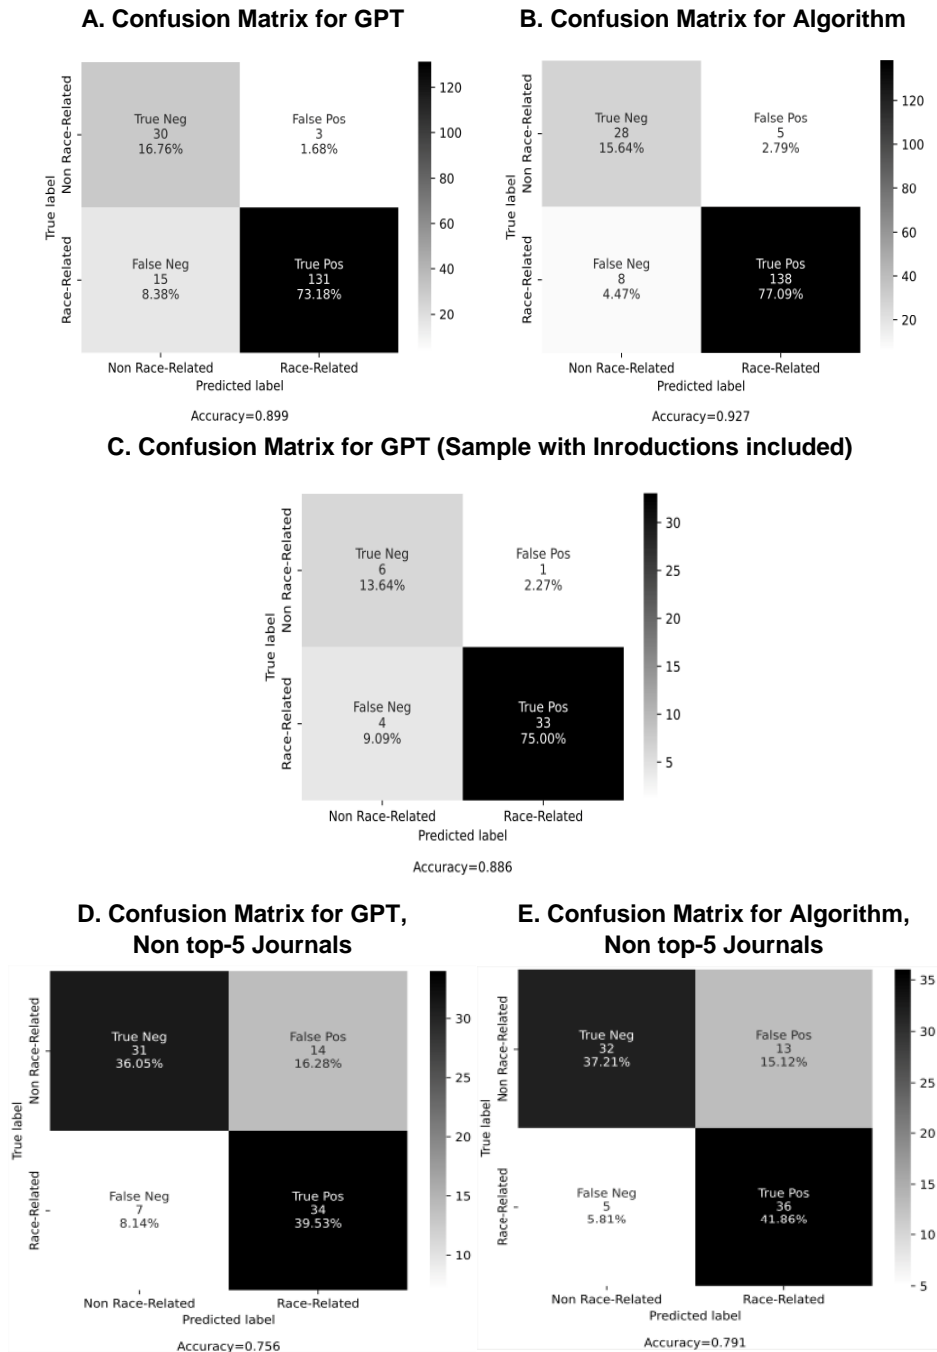 A. Confusion Matrix for GPT
Non Race-Related
Race-Related
True label
True Neg
30
16.76%
False Pos
3
1.68%
False Neg
15
8.38%
True Pos
131
73.18%
120
100
80
60
40
20
Non Race-Related
Race-Related
Predicted label
Accuracy=0.899
B. Confusion Matrix for Algorithm
Non Race-Related
Race-Related
True label
True Neg
28
15.64%
False Pos
5
2.79%
False Neg
8
4.47%
True Pos
138
77.09%
120
100
80
60
40
20
Non Race-Related
Race-Related
Predicted label
Accuracy=0.927
C. Confusion Matrix for GPT (Sample with Inroductions included)
Non Race-Related
Race-Related
True label
True Neg
6
13.64%
False Pos
1
2.27%
False Neg
4
9.09%
True Pos
33
75.00%
30
25
20
15
10
5
Non Race-Related
Race-Related
Predicted label
Accuracy=0.886
D. Confusion Matrix for GPT,
Non top-5 Journals
Non Race-Related
Race-Related
True label
True Neg
31
36.05%
False Pos
14
16.28%
False Neg
7
8.14%
True Pos
34
39.53%
30
25
20
15
10
Non Race-Related
Race-Related
Predicted label
Accuracy=0.756
E. Confusion Matrix for Algorithm,
Non top-5 Journals
Non Race-Related
Race-Related
True label
True Neg
32
37.21%
False Pos
13
15.12%
False Neg
5
5.81%
True Pos
36
41.86%
35
30
25
20
15
10
5
Non Race-Related
Race-Related
Predicted label
Accuracy=0.791